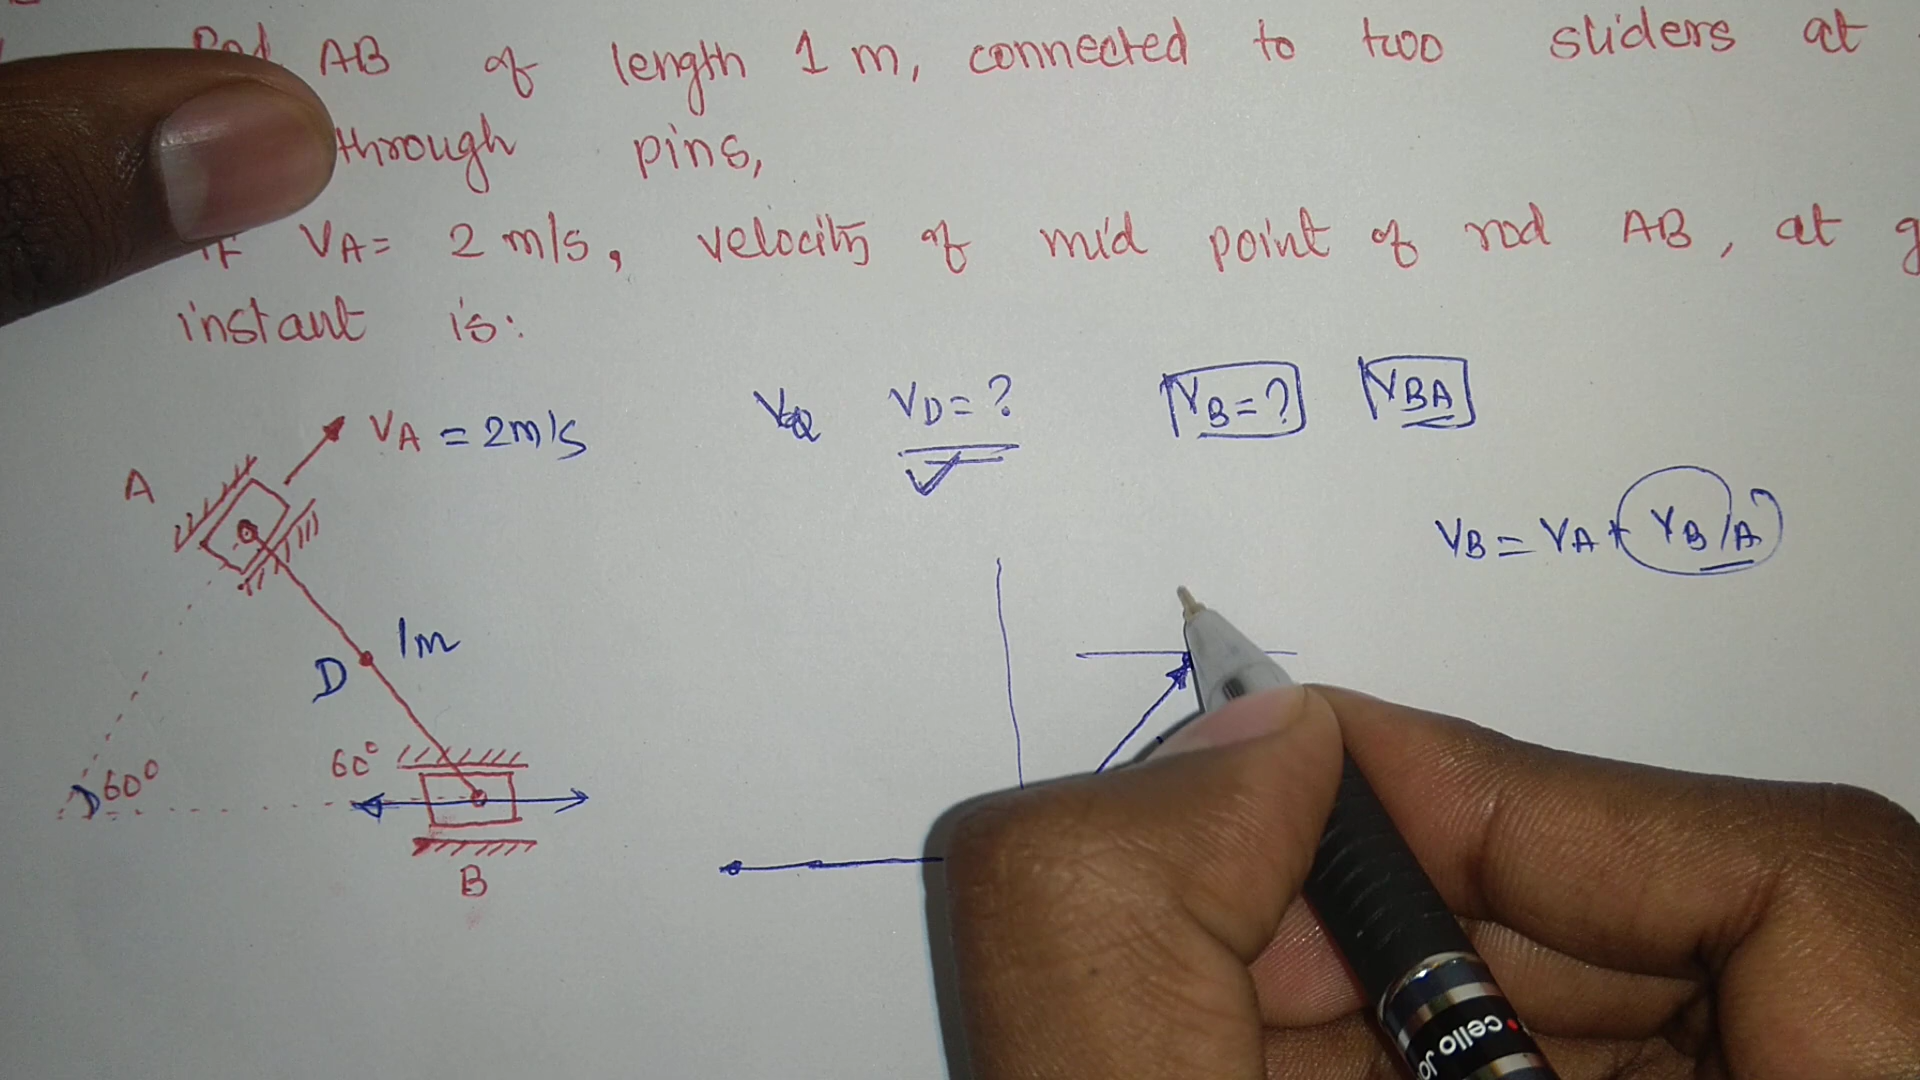 AB of length 1 m, connected to two sliders at
through pins,
VA = 2 m/s, velocity of mid point of rod AB, at
instant is:
VA = 2m/s
VD = ?
VB = ?
VBA
A
VB = VA + VB/A
1m
D
60°
60°
B
cello